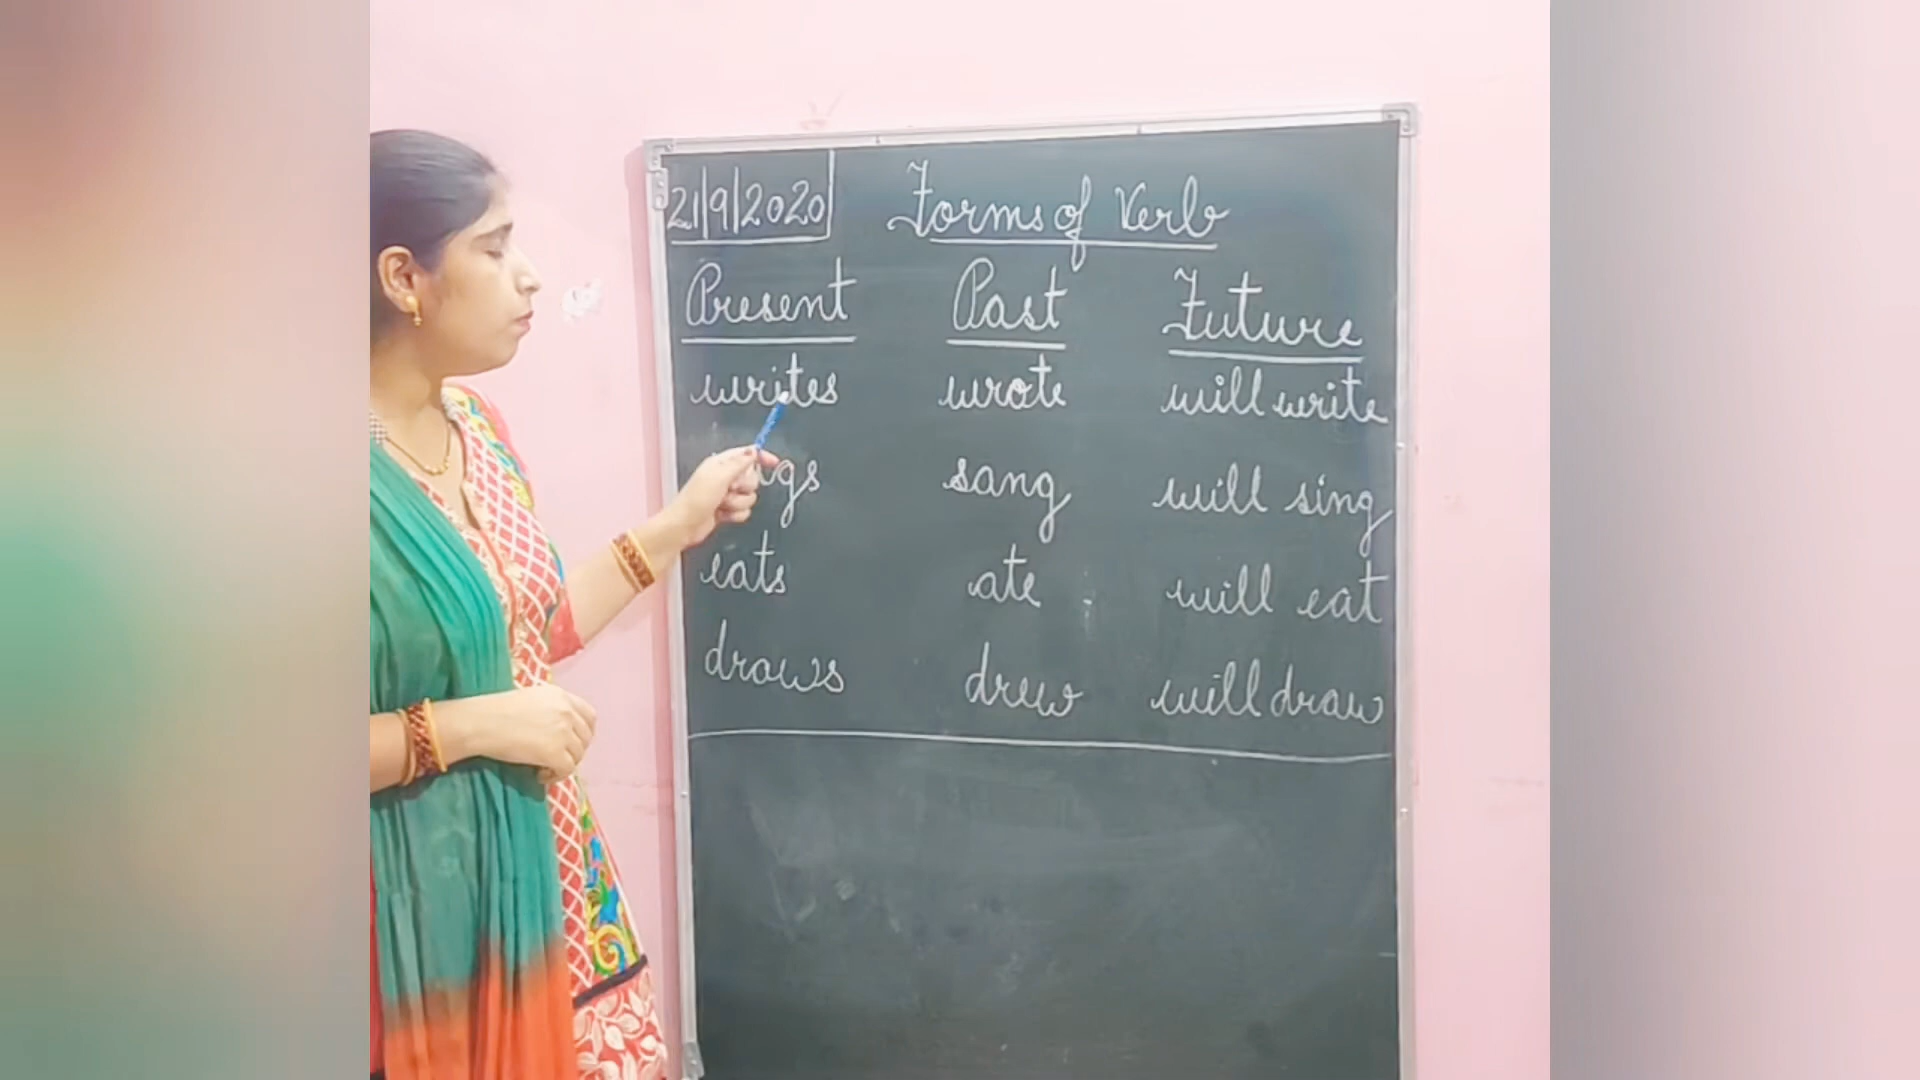 21/9/2020 Forms of Verb
Present Past Future
writes wrote will write
sang will sing
eats ate will eat
draws drew will draw